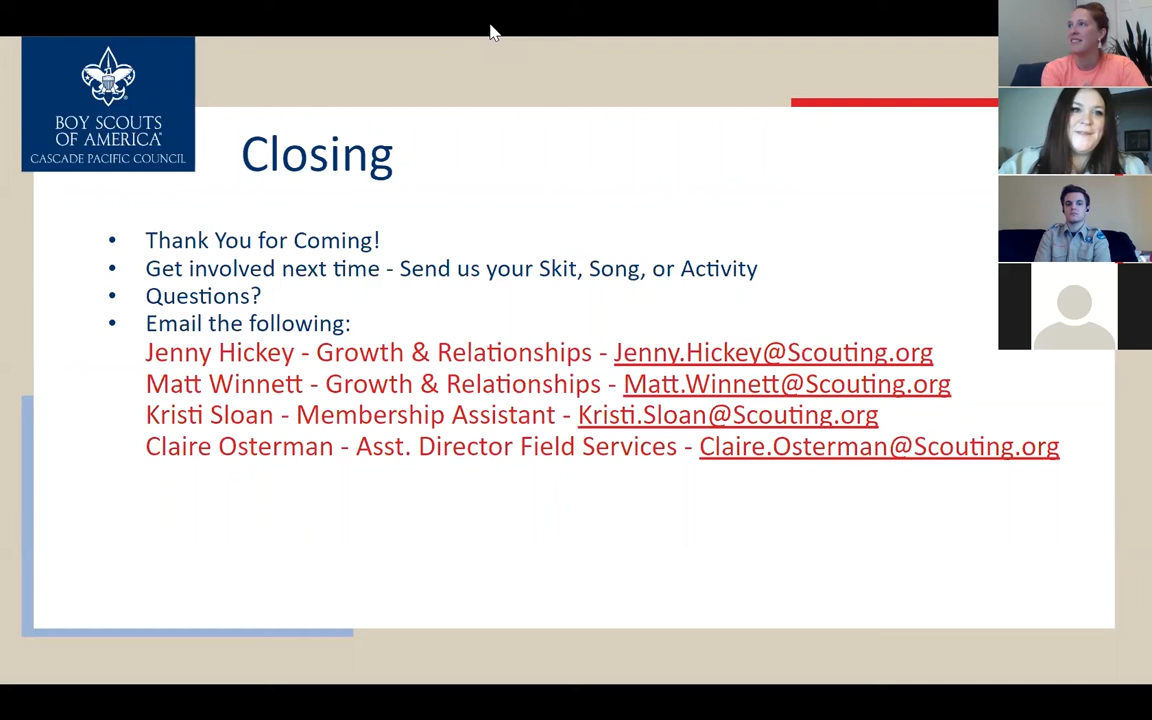 BOY SCOUTS
OF AMERICA
CASCADE PACIFIC COUNCIL
Closing
• Thank You for Coming!
• Get involved next time - Send us your Skit, Song, or Activity
• Questions?
• Email the following:
Jenny Hickey - Growth & Relationships - Jenny.Hickey@Scouting.org
Matt Winnett - Growth & Relationships - Matt.Winnett@Scouting.org
Kristi Sloan - Membership Assistant - Kristi.Sloan@Scouting.org
Claire Osterman - Asst. Director Field Services - Claire.Osterman@Scouting.org